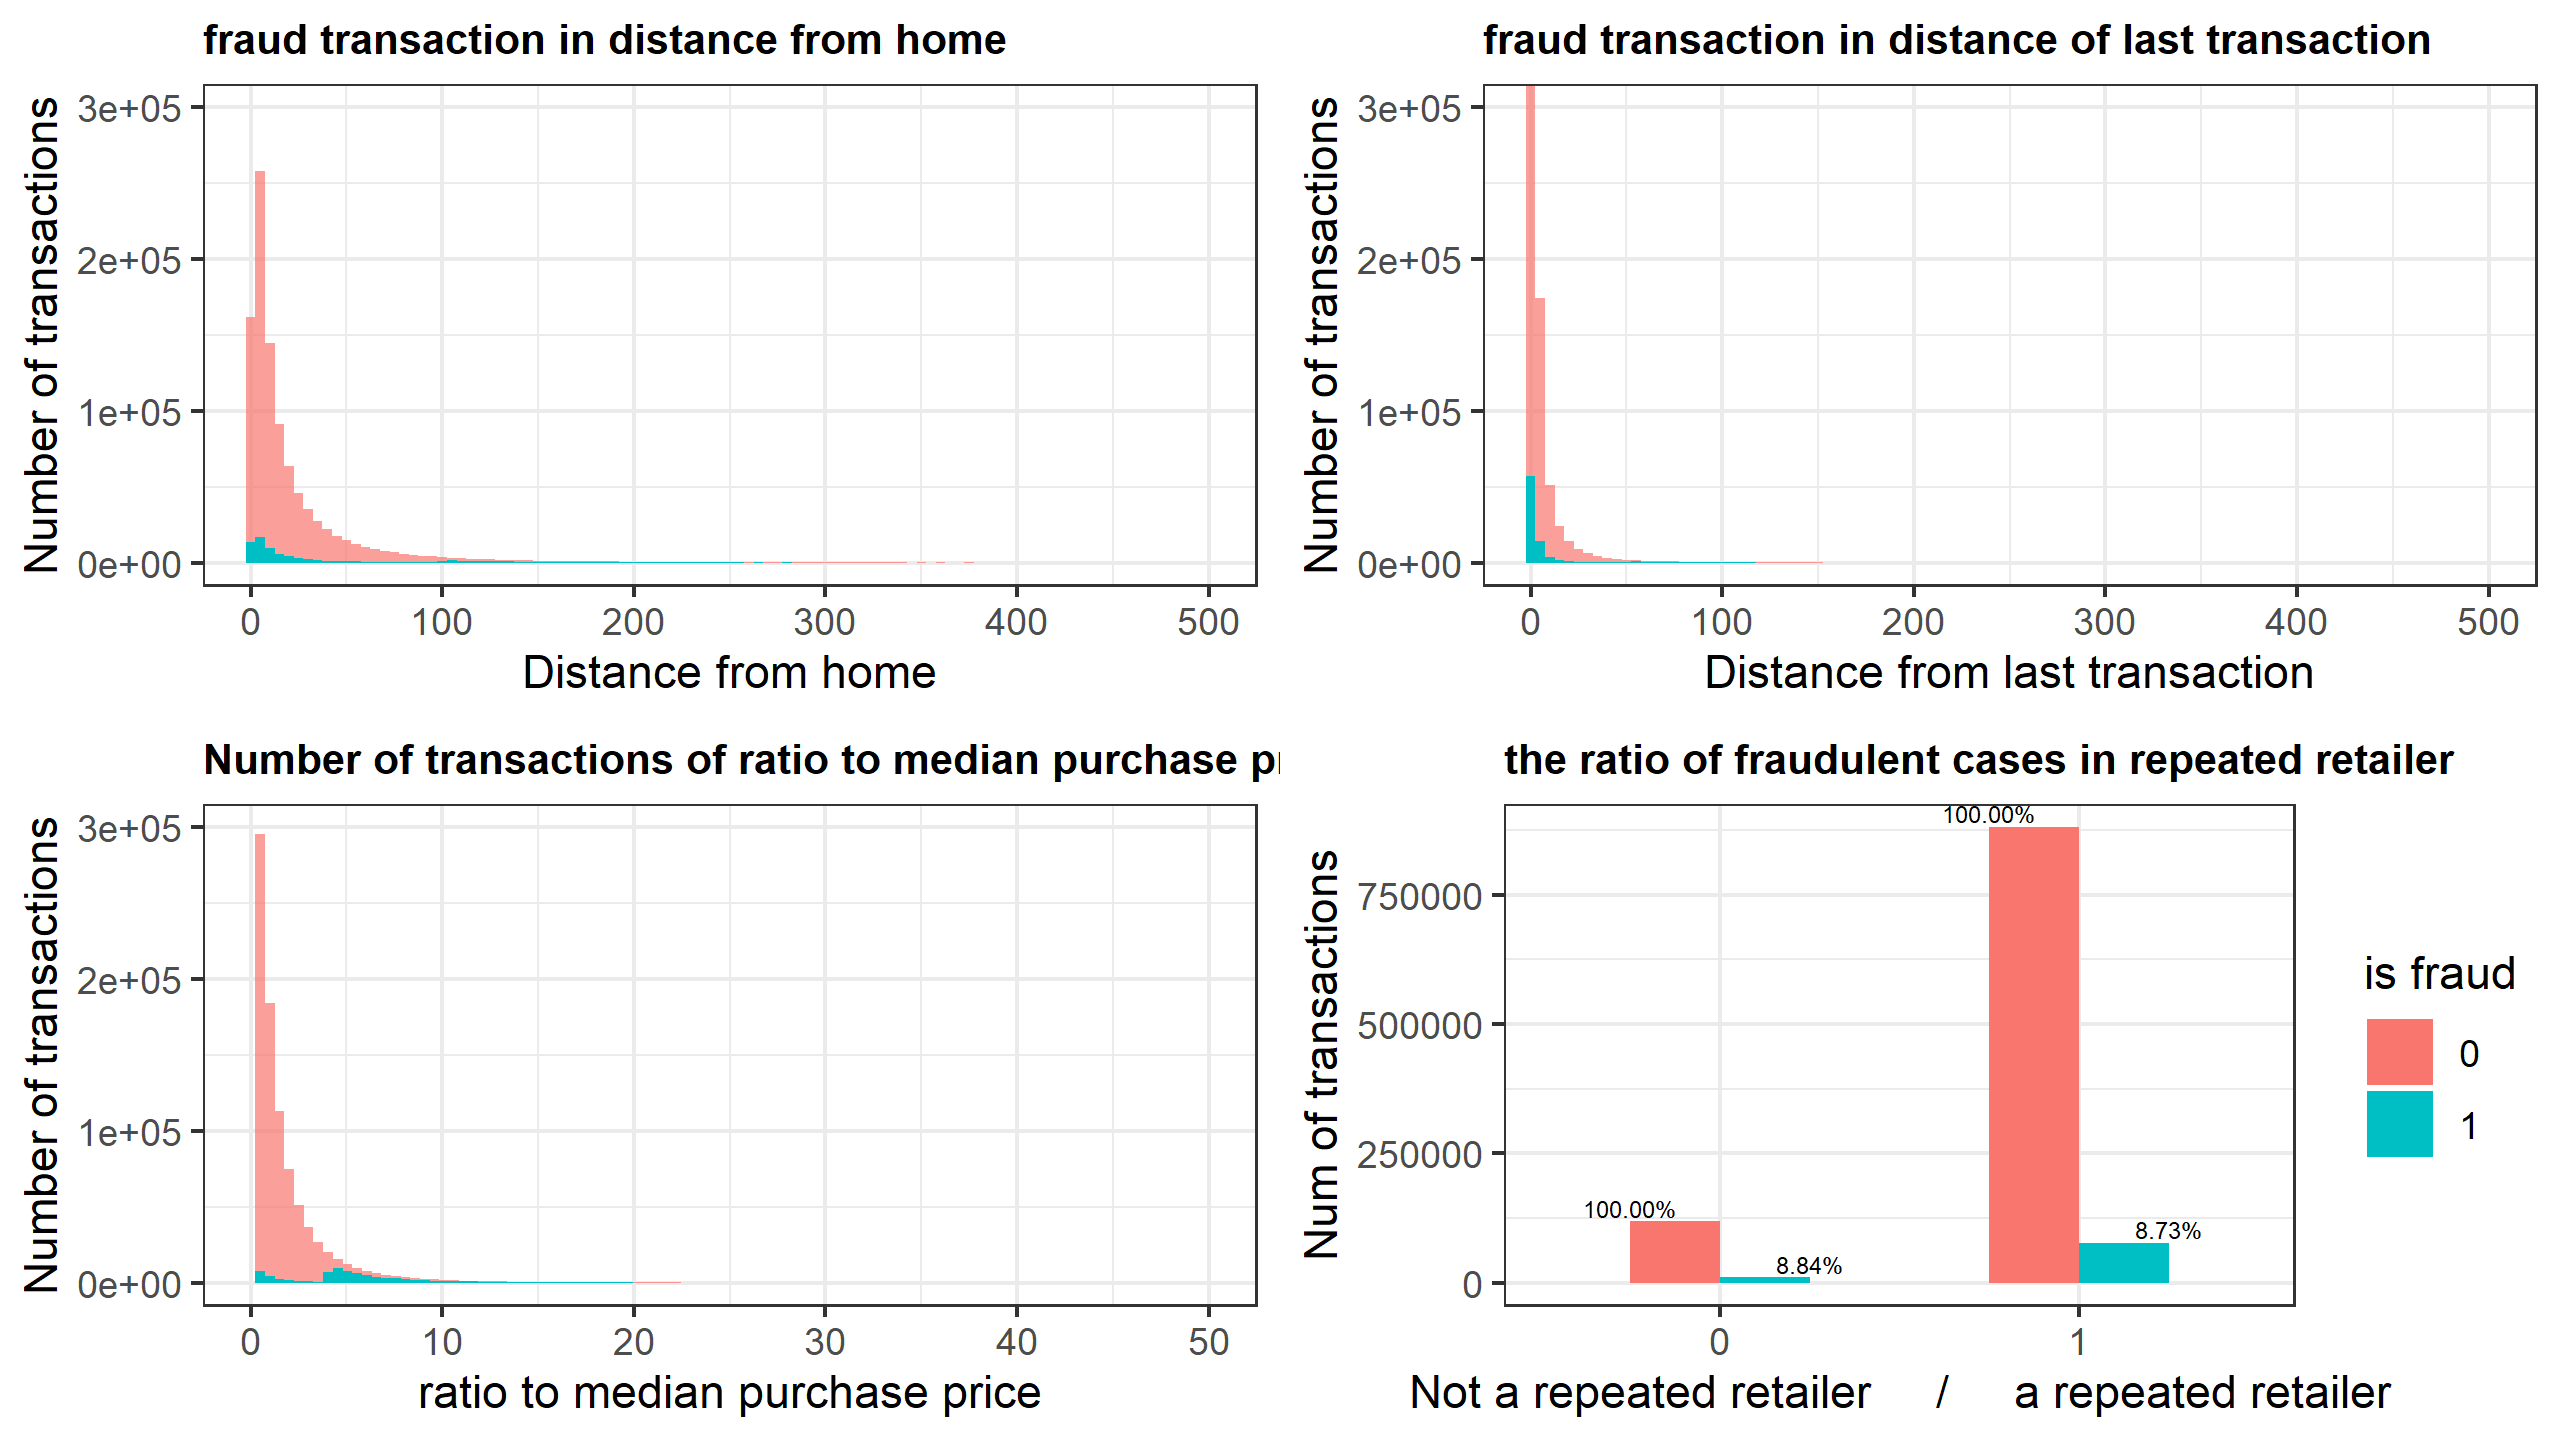 fraud transaction in distance from home
Number of transactions
3e+05
2e+05
1e+05
0e+00
0 100 200 300 400 500
Distance from home
fraud transaction in distance of last transaction
Number of transactions
3e+05
2e+05
1e+05
0e+00
0 100 200 300 400 500
Distance from last transaction
Number of transactions of ratio to median purchase
Number of transactions
3e+05
2e+05
1e+05
0e+00
0 10 20 30 40 50
ratio to median purchase price
the ratio of fraudulent cases in repeated retailer
Num of transactions
750000
500000
250000
0
100.00%
8.84%
100.00%
8.73%
0 1
Not a repeated retailer / a repeated retailer
is fraud
0
1